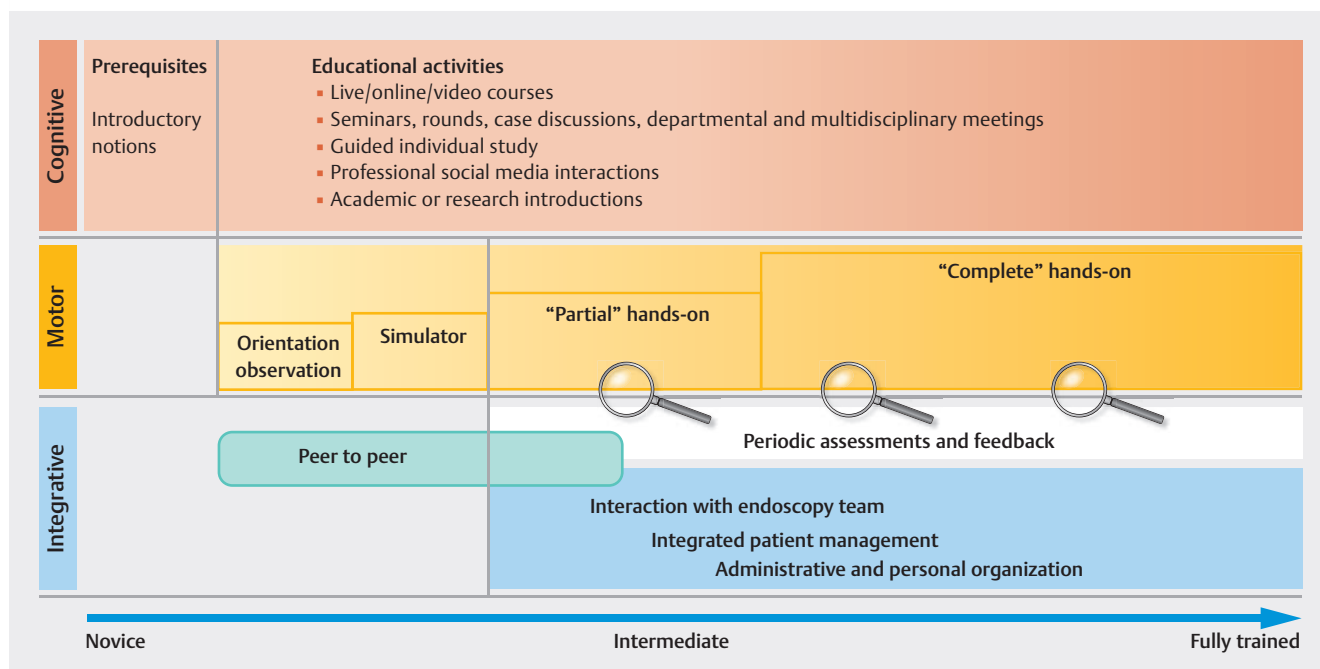 Cognitive
Prerequisites
Introductory
notions
Educational activities
▪ Live/online/video courses
▪ Seminars, rounds, case discussions, departmental and multidisciplinary meetings
▪ Guided individual study
▪ Professional social media interactions
▪ Academic or research introductions
Motor
Orientation
observation
Simulator
“Partial” hands-on
“Complete” hands-on
Integrative
Peer to peer
Periodic assessments and feedback
Interaction with endoscopy team
Integrated patient management
Administrative and personal organization
Novice
Intermediate
Fully trained